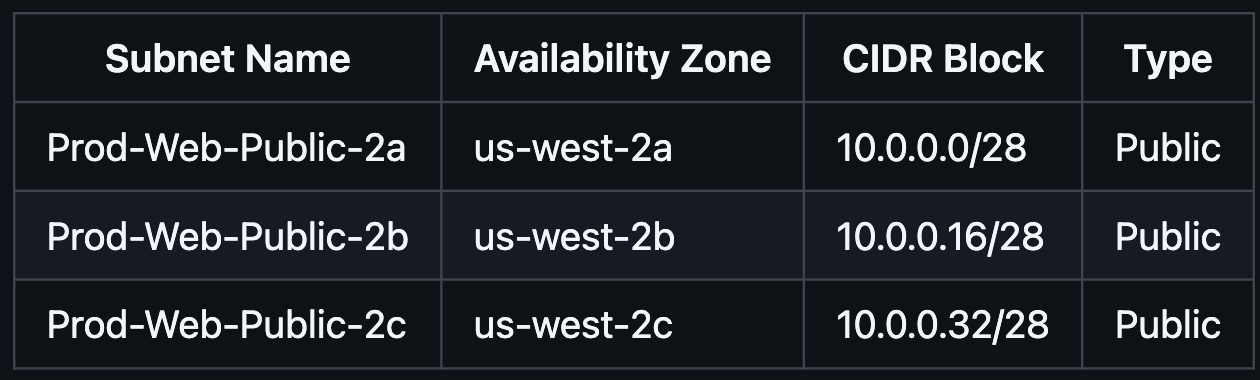 Subnet Name Availability Zone CIDR Block Type
Prod-Web-Public-2a us-west-2a 10.0.0.0/28 Public
Prod-Web-Public-2b us-west-2b 10.0.0.16/28 Public
Prod-Web-Public-2c us-west-2c 10.0.0.32/28 Public